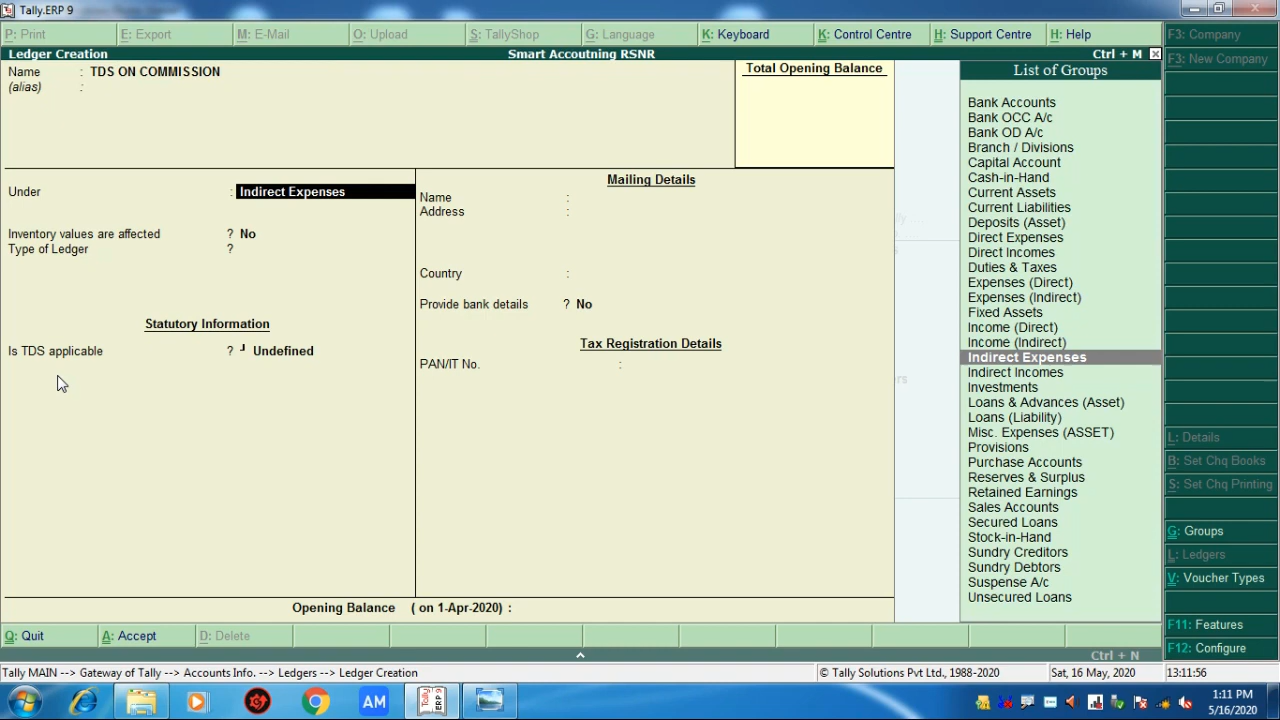 Tally.ERP 9
P: Print
E: Export
M: E-Mail
O: Upload
S: TallyShop
G: Language
K: Keyboard
K: Control Centre
H: Support Centre
H: Help
Ledger Creation
Smart Accoutning RSNR
Ctrl + M
Name : TDS ON COMMISSION
(alias) :
Total Opening Balance
Under : Indirect Expenses
Inventory values are affected ? No
Type of Ledger ?
Statutory Information
Is TDS applicable ? ┘ Undefined
Mailing Details
Name :
Address :
Country :
Provide bank details ? No
Tax Registration Details
PAN/IT No. :
Opening Balance ( on 1-Apr-2020) :
List of Groups
Bank Accounts
Bank OCC A/c
Bank OD A/c
Branch / Divisions
Capital Account
Cash-in-Hand
Current Assets
Current Liabilities
Deposits (Asset)
Direct Expenses
Direct Incomes
Duties & Taxes
Expenses (Direct)
Expenses (Indirect)
Fixed Assets
Income (Direct)
Income (Indirect)
Indirect Expenses
Indirect Incomes
Investments
Loans & Advances (Asset)
Loans (Liability)
Misc. Expenses (ASSET)
Provisions
Purchase Accounts
Reserves & Surplus
Retained Earnings
Sales Accounts
Secured Loans
Stock-in-Hand
Sundry Creditors
Sundry Debtors
Suspense A/c
Unsecured Loans
F3: Company
F3: New Company
L: Details
B: Set Chq Books
S: Set Chq Printing
G: Groups
L: Ledgers
V: Voucher Types
F11: Features
F12: Configure
Q: Quit
A: Accept
D: Delete
Ctrl + N
Tally MAIN --> Gateway of Tally --> Accounts Info. --> Ledgers --> Ledger Creation
© Tally Solutions Pvt Ltd., 1988-2020
Sat, 16 May, 2020
13:11:56
AM
Tally
ERP 9
1:11 PM
5/16/2020